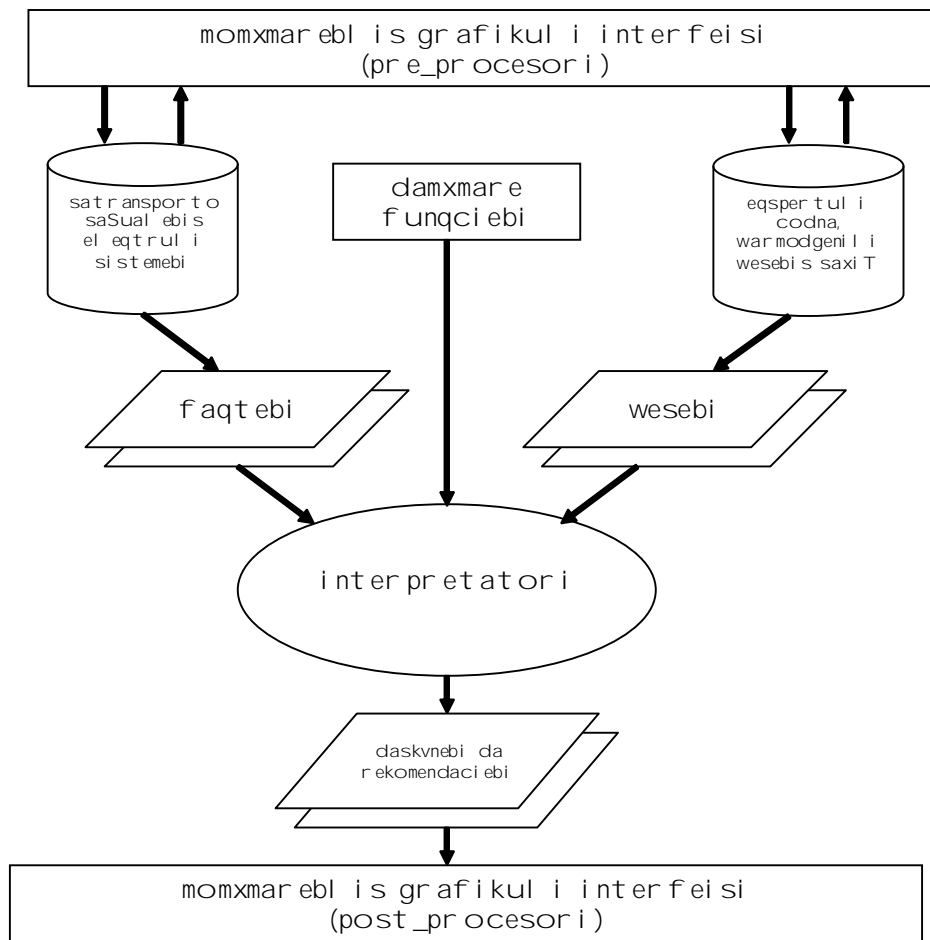 momxmareblis grafikuli interfeisi
(pre_procesori)
satransporto
saSualebis
eleqtruli
sistemebi
damxmare
funqciebi
eqspertuli
codna,
warmodgenili
wesebis saxiT
faqtebi
wesebi
interpretatori
daskvnebi da
rekomendaciebi
momxmareblis grafikuli interfeisi
(post_procesori)